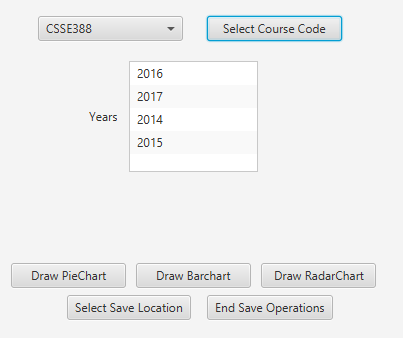 CSSE388 Select Course Code
2016
2017
Years
2014
2015
Draw PieChart Draw Barchart Draw RadarChart
Select Save Location End Save Operations